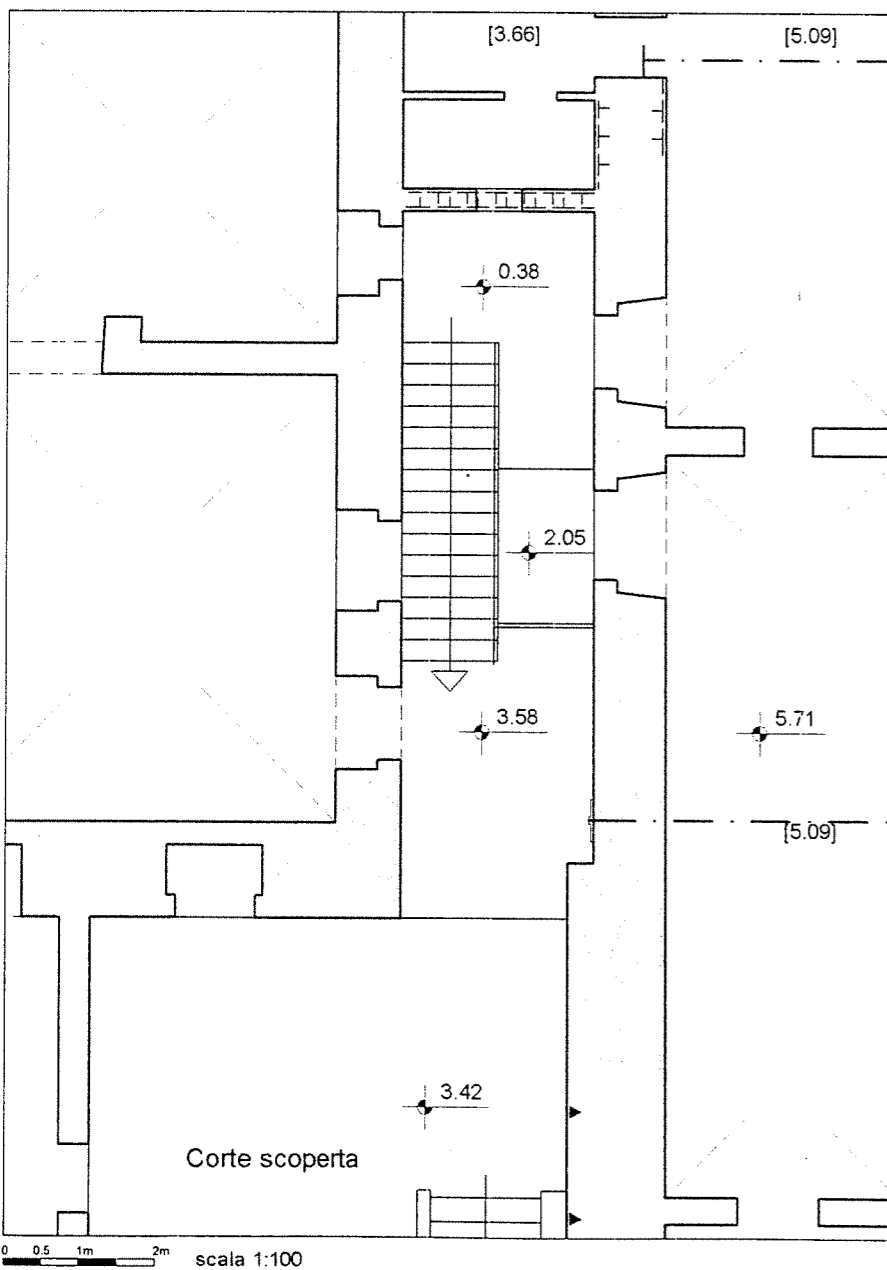 [3.66] [5.09]
0.38
2.05
3.58
5.71
[5.09]
3.42
Corte scoperta
0 0.5 1m 2m
scala 1:100